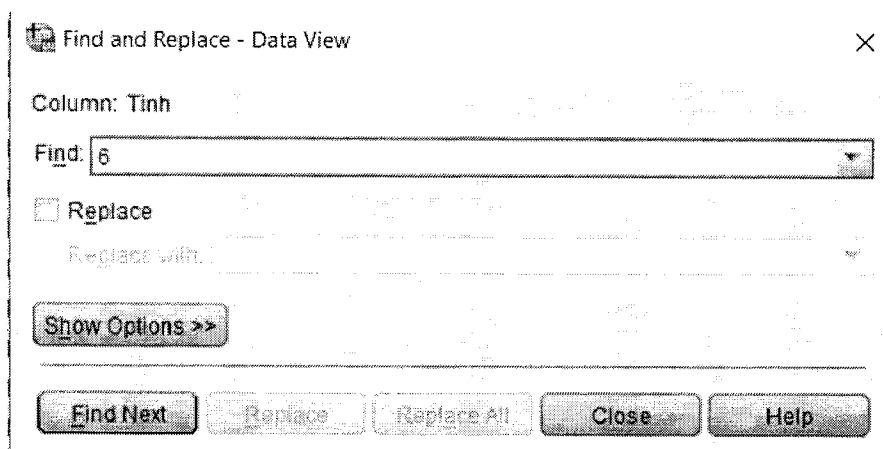 Find and Replace - Data View
Column: Tinh
Find: 6
Replace
Replace with:
Show Options >>
Find Next Replace Replace All Close Help